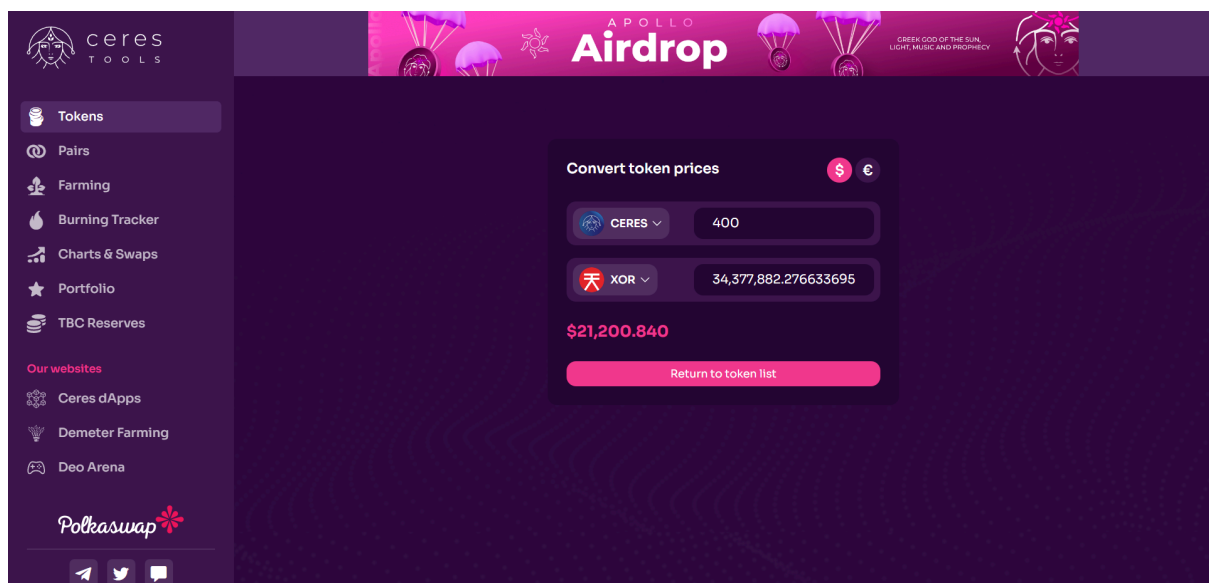 ceres
TOOLS
Tokens
Pairs
Farming
Burning Tracker
Charts & Swaps
Portfolio
TBC Reserves
Our websites
Ceres dApps
Demeter Farming
Deo Arena
Polkaswap
Apollo
APOLLO
Airdrop
GREEK GOD OF THE SUN,
LIGHT, MUSIC AND PROPHECY
Convert token prices $ €
CERES 400
天 XOR 34,377,882.276633695
$21,200.840
Return to token list